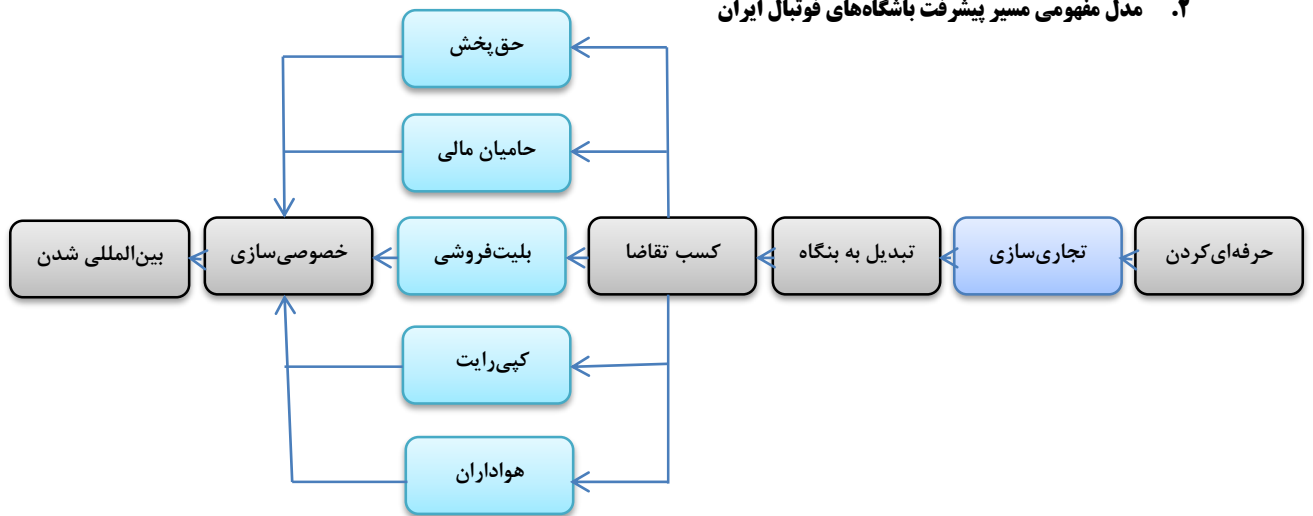 ۲. مدل مفهومی مسیر پیشرفت باشگاه‌های فوتبال ایران
حرفه‌ای‌کردن
تجاری‌سازی
تبدیل به بنگاه
کسب تقاضا
حق‌پخش
حامیان مالی
بلیت‌فروشی
کپی‌رایت
هواداران
خصوصی‌سازی
بین‌المللی شدن